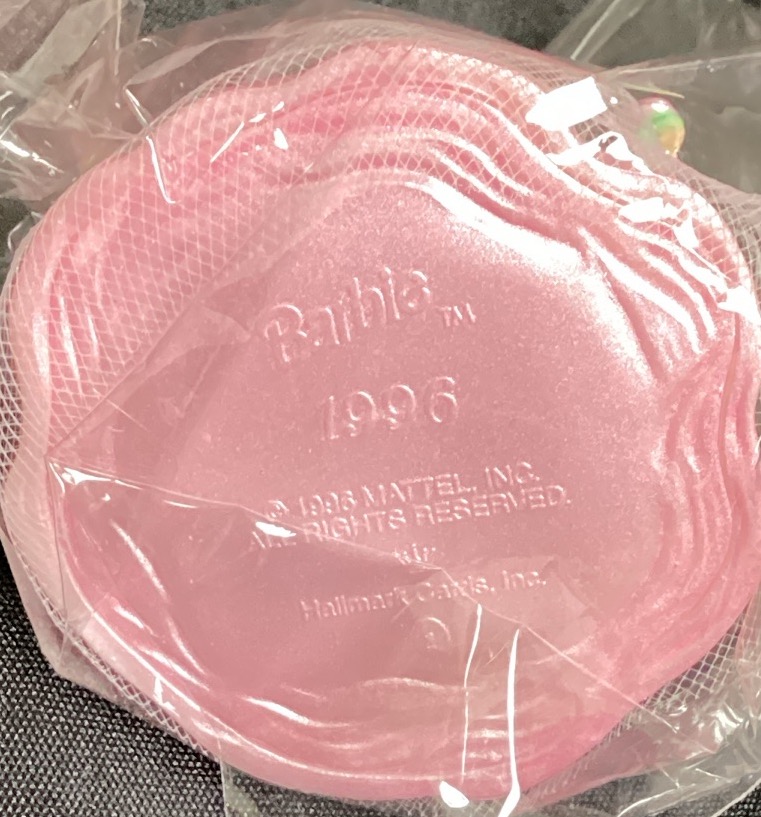 Barbie™
1996
© 1996 MATTEL, INC.
ALL RIGHTS RESERVED.
Hallmark Cards, Inc.